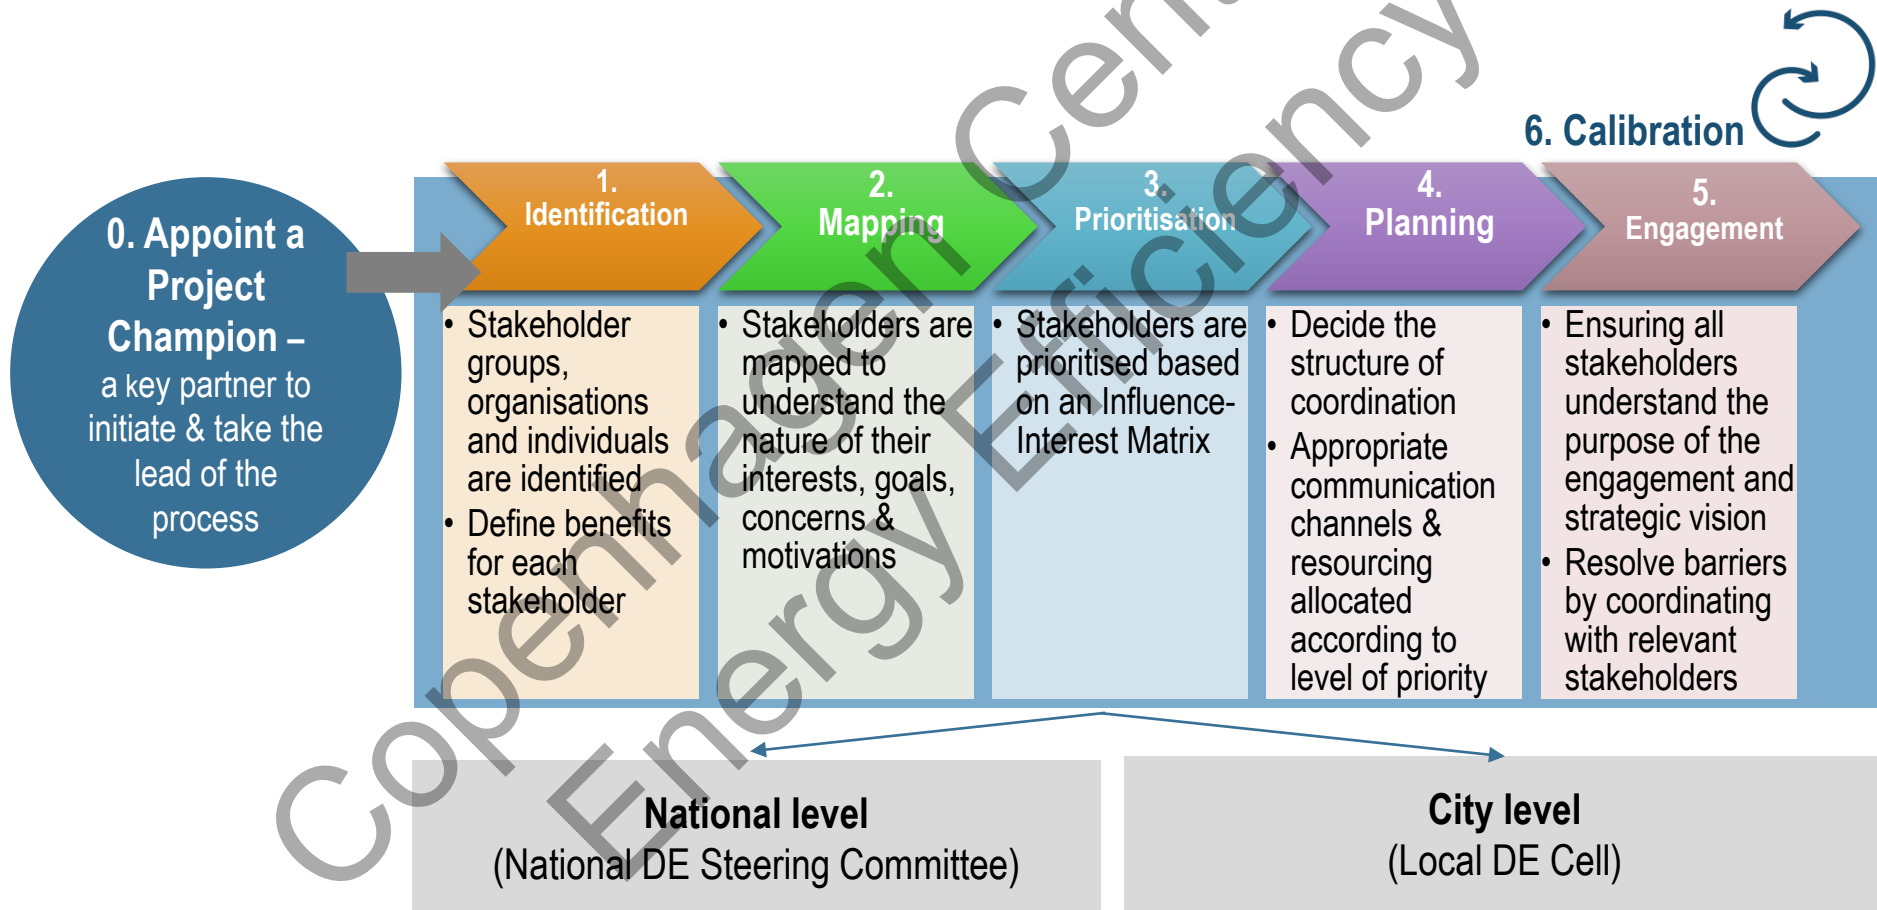 6. Calibration
0. Appoint a
Project
Champion –
a key partner to
initiate & take the
lead of the
process
1.
Identification
2.
Mapping
3.
Prioritisation
4.
Planning
5.
Engagement
• Stakeholder
groups,
organisations
and individuals
are identified
• Define benefits
for each
stakeholder
• Stakeholders are
mapped to
understand the
nature of their
interests, goals,
concerns &
motivations
• Stakeholders are
prioritised based
on an Influence-
Interest Matrix
• Decide the
structure of
coordination
• Appropriate
communication
channels &
resourcing
allocated
according to
level of priority
• Ensuring all
stakeholders
understand the
purpose of the
engagement and
strategic vision
• Resolve barriers
by coordinating
with relevant
stakeholders
National level
(National DE Steering Committee)
City level
(Local DE Cell)
Copenhagen
Energy Efficiency